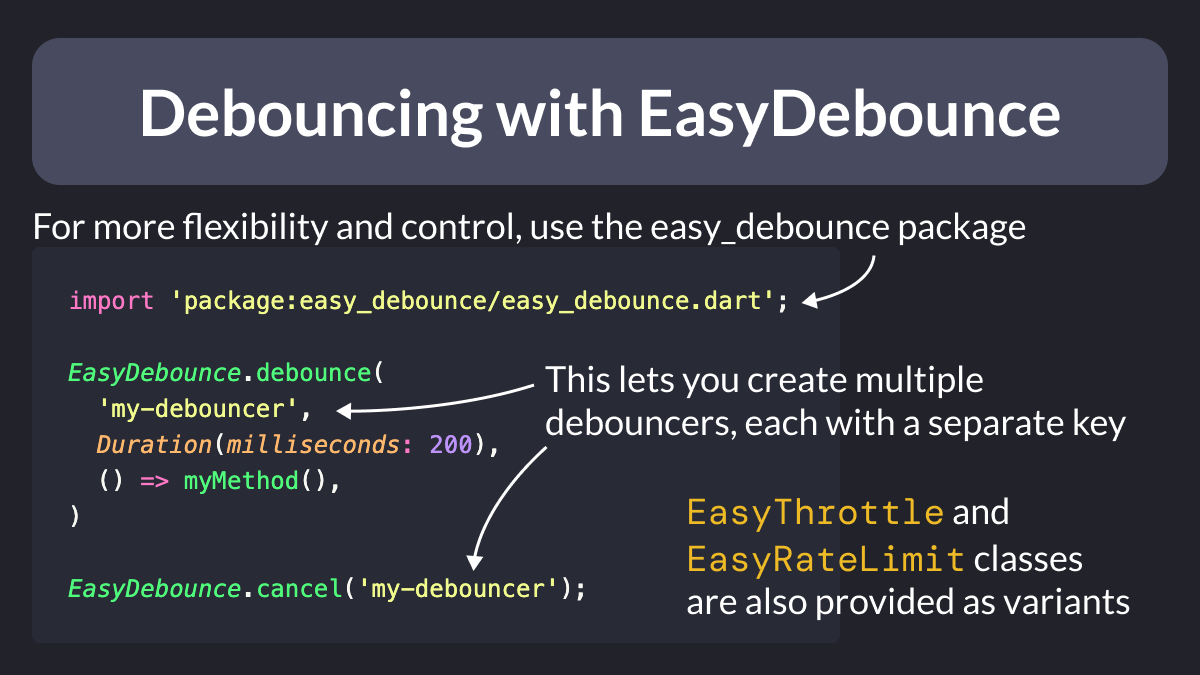 Debouncing with EasyDebounce
For more flexibility and control, use the easy_debounce package
import 'package:easy_debounce/easy_debounce.dart';
EasyDebounce.debounce(
'my-debouncer',
Duration(milliseconds: 200),
() => myMethod(),
)
EasyDebounce.cancel('my-debouncer');
This lets you create multiple
debouncers, each with a separate key
EasyThrottle and
EasyRateLimit classes
are also provided as variants